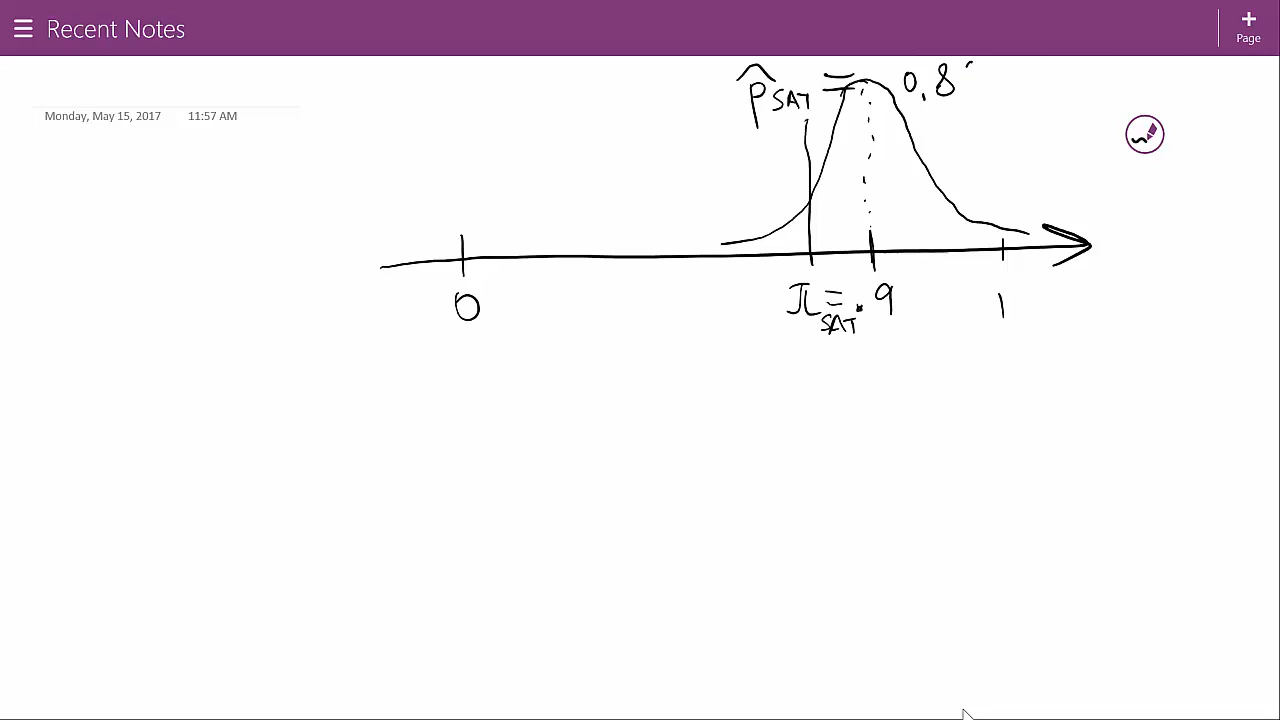 Recent Notes
Page
Monday, May 15, 2017 11:57 AM
p̂SAT = 0.8
0
πSAT = .9
1